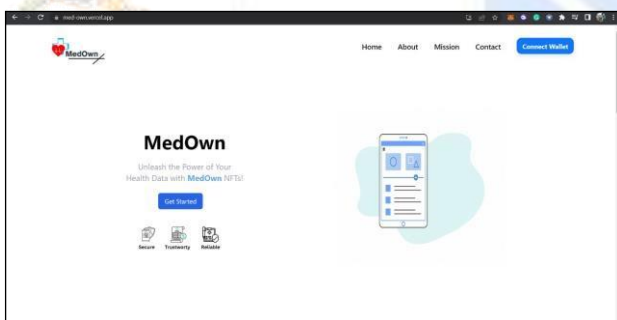 med-own.vercel.app
MedOwn
Home About Mission Contact Connect Wallet
MedOwn
Unleash the Power of Your
Health Data with MedOwn NFTs!
Get Started
Secure Trustworty Reliable